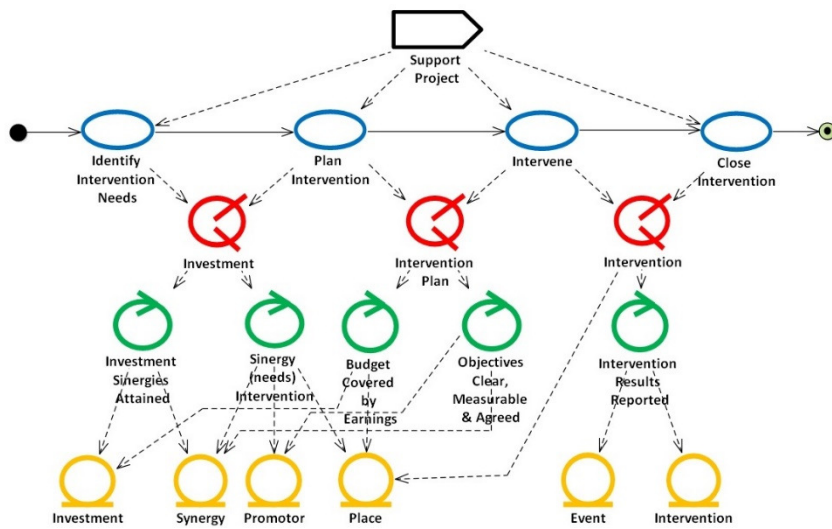 Support
Project
Identify
Intervention
Needs
Plan
Intervention
Intervene
Close
Intervention
Investment
Intervention
Plan
Intervention
Investment
Sinergies
Attained
Sinergy
(needs)
Intervention
Budget
Covered
by
Earnings
Objectives
Clear,
Measurable
& Agreed
Intervention
Results
Reported
Investment
Synergy
Promotor
Place
Event
Intervention